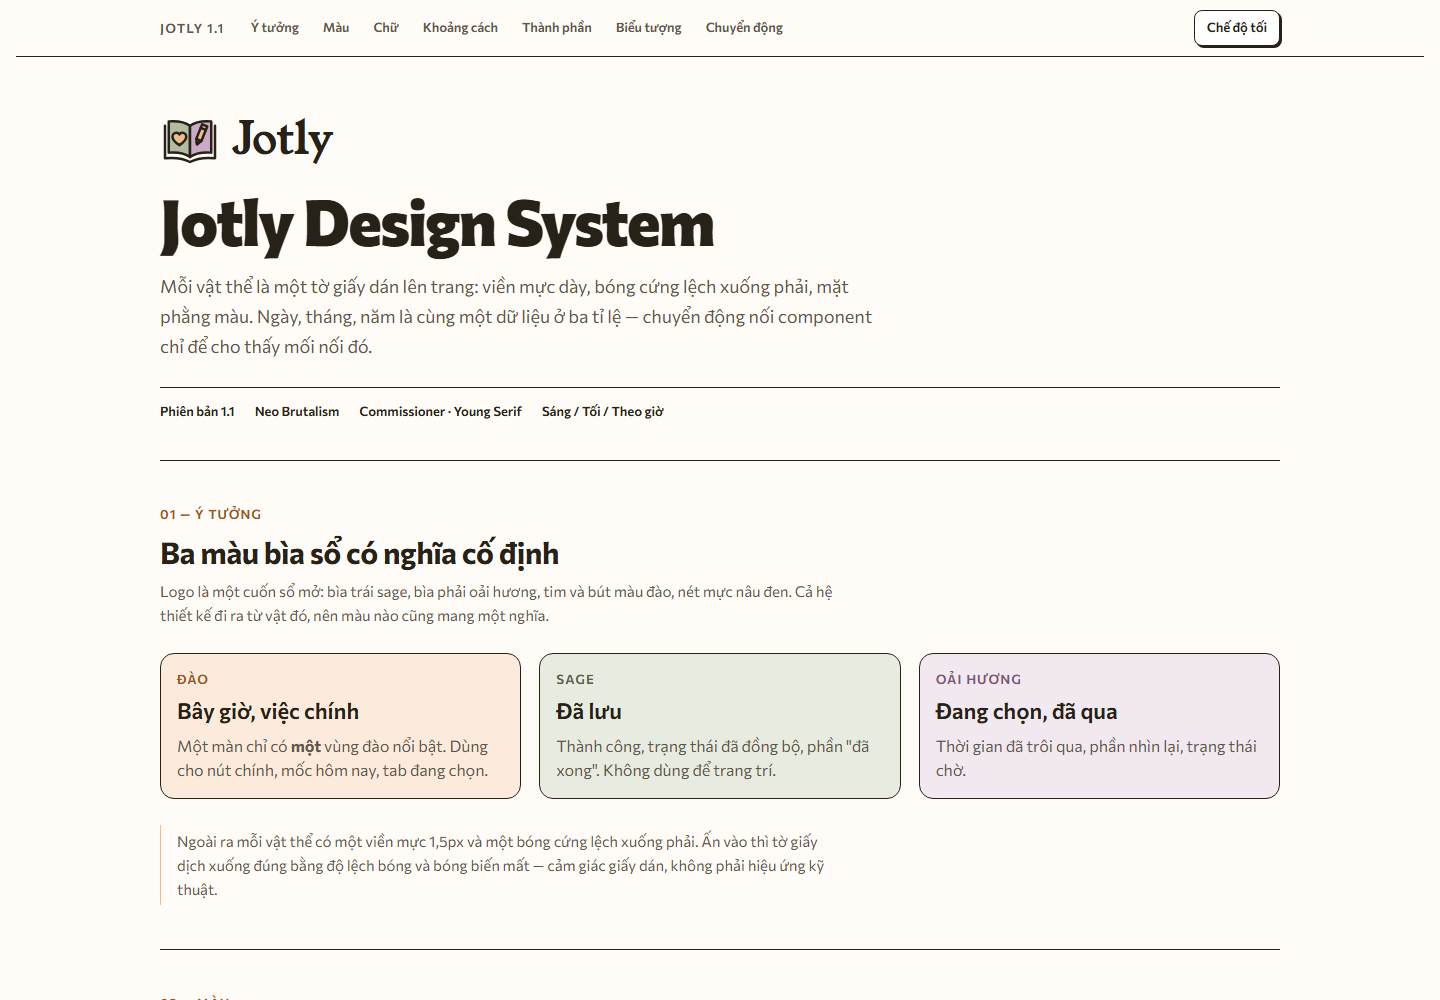 JOTLY 1.1 Ý tưởng Màu Chữ Khoảng cách Thành phần Biểu tượng Chuyển động Chế độ tối
Jotly
Jotly Design System
Mỗi vật thể là một tờ giấy dán lên trang: viền mực dày, bóng cứng lệch xuống phải, mặt
phẳng màu. Ngày, tháng, năm là cùng một dữ liệu ở ba tỉ lệ — chuyển động nối component
chỉ để cho thấy mối nối đó.
Phiên bản 1.1 Neo Brutalism Commissioner · Young Serif Sáng / Tối / Theo giờ
01 — Ý TƯỞNG
Ba màu bìa sổ có nghĩa cố định
Logo là một cuốn sổ mở: bìa trái sage, bìa phải oải hương, tim và bút màu đào, nét mực nâu đen. Cả hệ
thiết kế đi ra từ vật đó, nên màu nào cũng mang một nghĩa.
ĐÀO
Bây giờ, việc chính
Một màn chỉ có một vùng đào nổi bật. Dùng
cho nút chính, mốc hôm nay, tab đang chọn.
SAGE
Đã lưu
Thành công, trạng thái đã đồng bộ, phần "đã
xong". Không dùng để trang trí.
OẢI HƯƠNG
Đang chọn, đã qua
Thời gian đã trôi qua, phần nhìn lại, trạng thái
chờ.
Ngoài ra mỗi vật thể có một viền mực 1,5px và một bóng cứng lệch xuống phải. Ấn vào thì tờ giấy
dịch xuống đúng bằng độ lệch bóng và bóng biến mất — cảm giác giấy dán, không phải hiệu ứng kỹ
thuật.